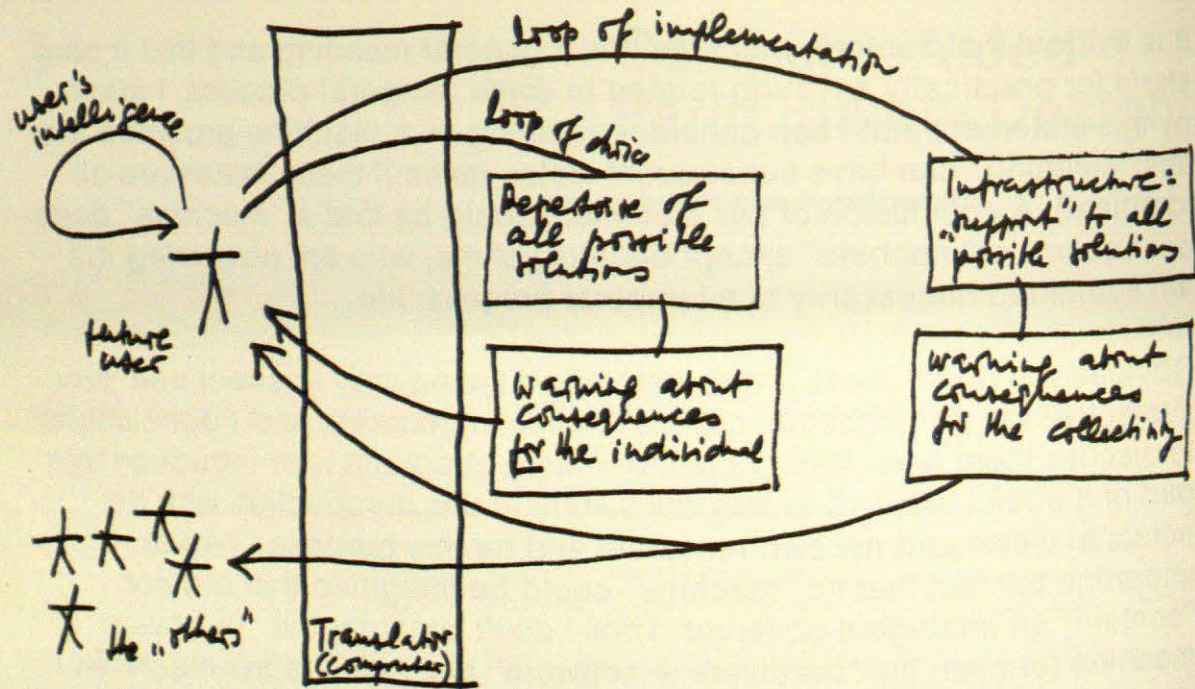 Loop of implementation
user's
intelligence
Loop of choice
Repertoire of
all possible
solutions
Infrastructure:
„support" to all
possible solutions
future
user
Warning about
consequences
for the individual
Warning about
consequences
for the collectivity
the „others"
Translator
(computer)